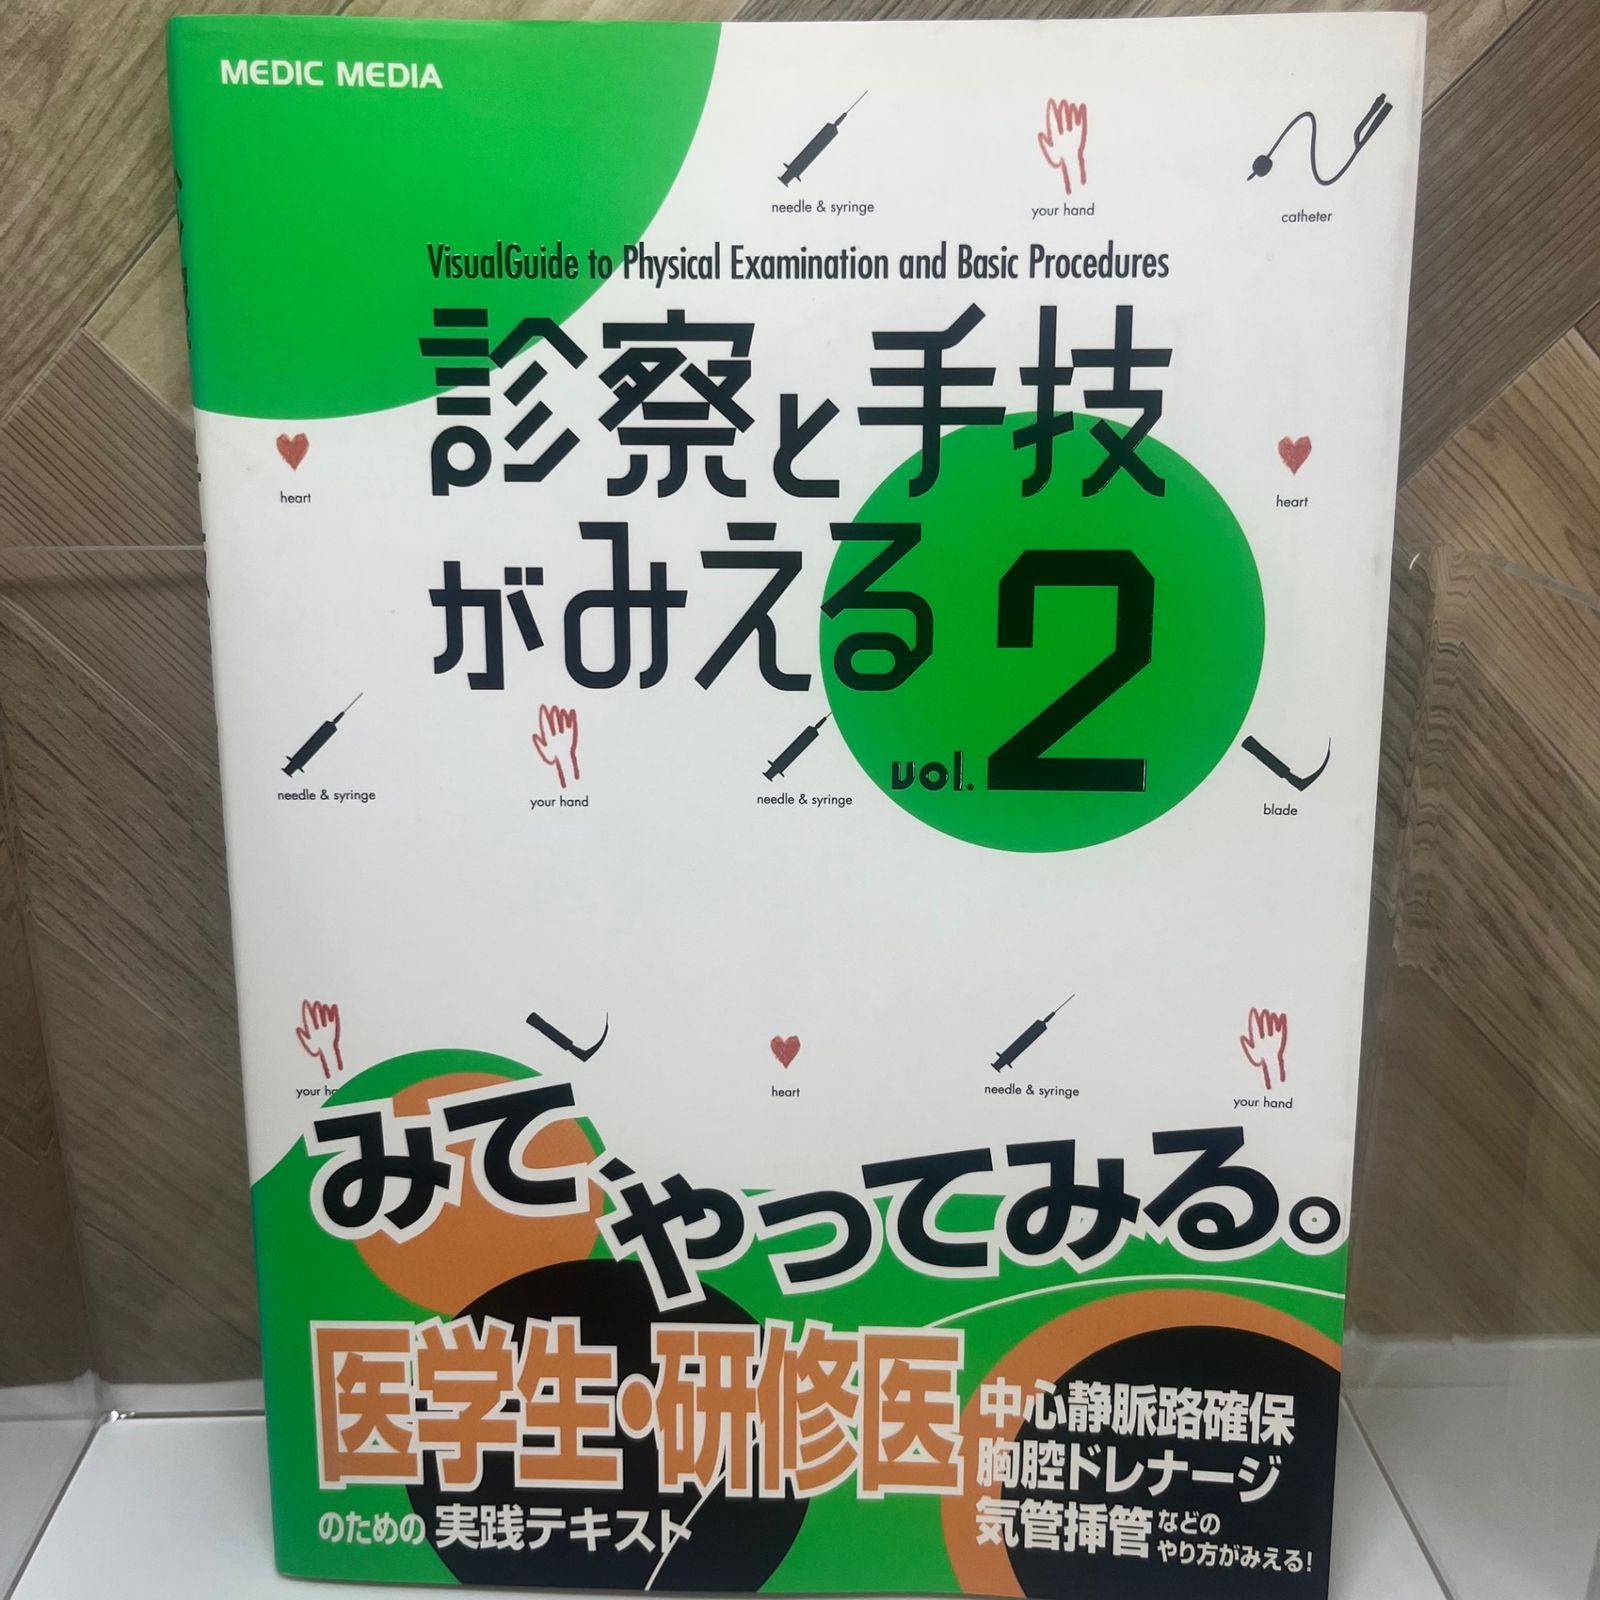 MEDIC MEDIA
needle & syringe
your hand
catheter
VisualGuide to Physical Examination and Basic Procedures
診察と手技
がみえる
vol.2
heart
heart
needle & syringe
your hand
needle & syringe
blade
your ha
heart
needle & syringe
your hand
みて、やってみる。
医学生・研修医
のための 実践テキスト
中心静脈路確保
胸腔ドレナージ
気管挿管などの
やり方がみえる!